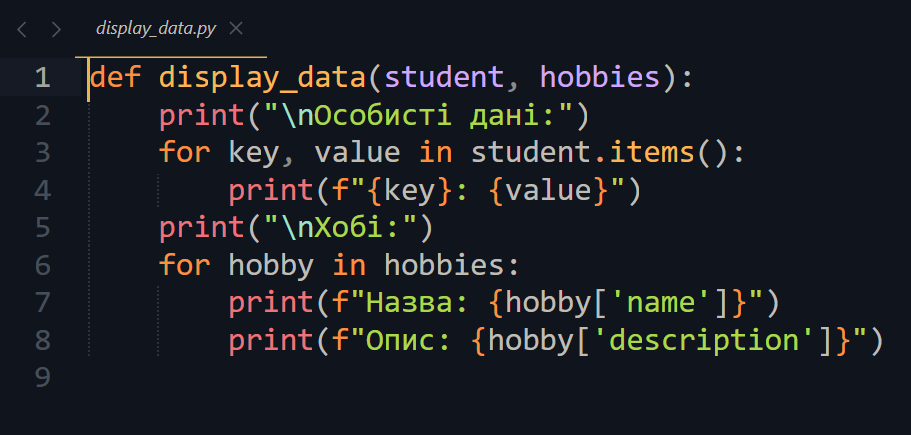 display_data.py
1 def display_data(student, hobbies):
2     print("\nОсобисті дані:")
3     for key, value in student.items():
4         print(f"{key}: {value}")
5     print("\nХобі:")
6     for hobby in hobbies:
7         print(f"Назва: {hobby['name']}")
8         print(f"Опис: {hobby['description']}")
9